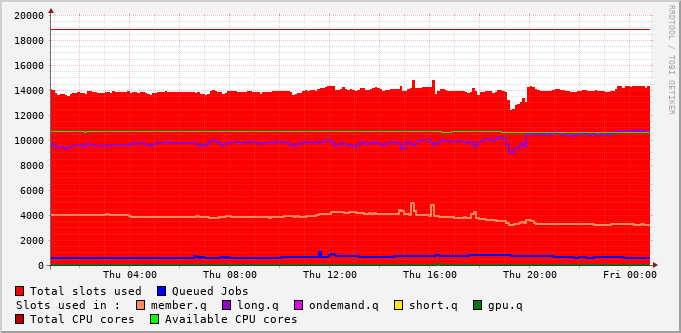 20000
18000
16000
14000
12000
10000
8000
6000
4000
2000
0
Thu 04:00 Thu 08:00 Thu 12:00 Thu 16:00 Thu 20:00 Fri 00:00
Total slots used Queued Jobs
Slots used in : member.q long.q ondemand.q short.q gpu.q
Total CPU cores Available CPU cores
RRDTOOL / TOBI OETIKER